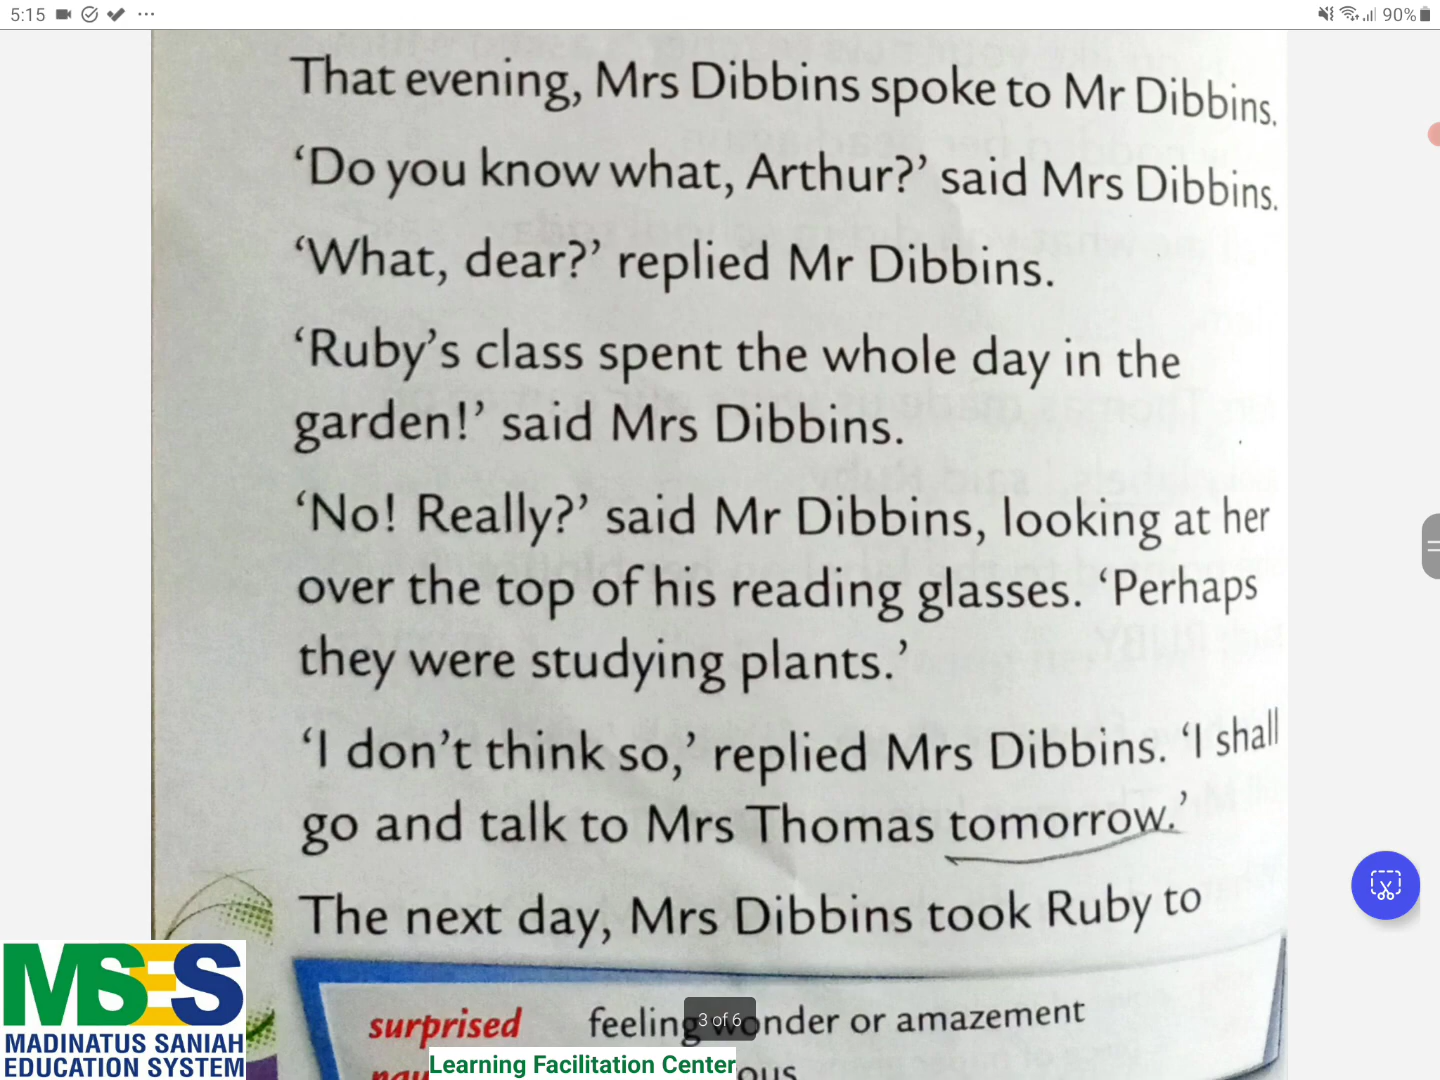 5:15
90%
That evening, Mrs Dibbins spoke to Mr Dibbins.
‘Do you know what, Arthur?’ said Mrs Dibbins.
‘What, dear?’ replied Mr Dibbins.
‘Ruby’s class spent the whole day in the
garden!’ said Mrs Dibbins.
‘No! Really?’ said Mr Dibbins, looking at her
over the top of his reading glasses. ‘Perhaps
they were studying plants.’
‘I don’t think so,’ replied Mrs Dibbins. ‘I shall
go and talk to Mrs Thomas tomorrow.’
The next day, Mrs Dibbins took Ruby to
surprised feeling wonder or amazement
3 of 6
MSES
MADINATUS SANIAH
EDUCATION SYSTEM
Learning Facilitation Center